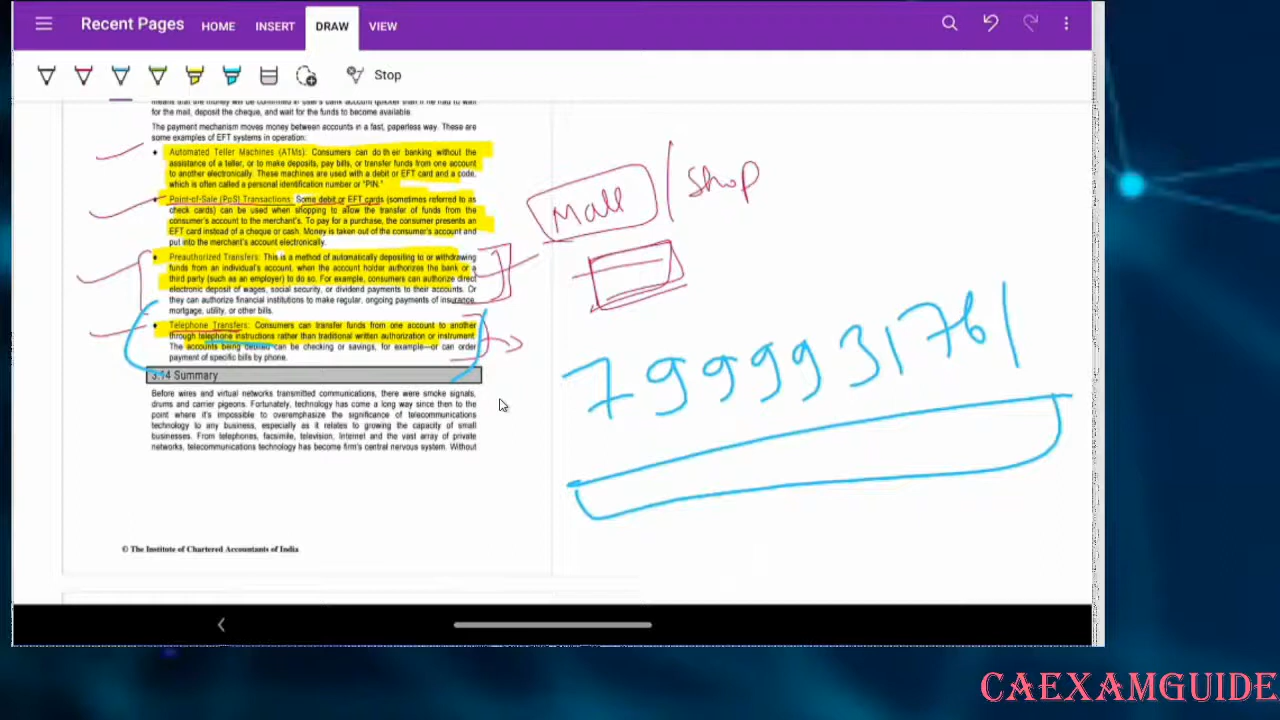 Recent Pages HOME INSERT DRAW VIEW
Stop
for the mail, deposit the cheque, and wait for the funds to become available.
The payment mechanism moves money between accounts in a fast, paperless way. These are
some examples of EFT systems in operation:
• Automated Teller Machines (ATMs): Consumers can do their banking without the
assistance of a teller, or to make deposits, pay bills, or transfer funds from one account
to another electronically. These machines are used with a debit or EFT card and a code,
which is often called a personal identification number or "PIN."
• Point-of-Sale (PoS) Transactions: Some debit or EFT cards (sometimes referred to as
check cards) can be used when shopping to allow the transfer of funds from the
consumer's account to the merchant's. To pay for a purchase, the consumer presents an
EFT card instead of a cheque or cash. Money is taken out of the consumer's account and
put into the merchant's account electronically.
• Preauthorized Transfers: This is a method of automatically depositing to or withdrawing
funds from an individual's account, when the account holder authorizes the bank or a
third party (such as an employer) to do so. For example, consumers can authorize direct
electronic deposit of wages, social security, or dividend payments to their accounts. Or
they can authorize financial institutions to make regular, ongoing payments of insurance,
mortgage, utility, or other bills.
• Telephone Transfers: Consumers can transfer funds from one account to another
through telephone instructions rather than traditional written authorization or instrument.
The accounts being debited can be checking or savings, for example—or can order
payment of specific bills by phone.
3.14 Summary
Before wires and virtual networks transmitted communications, there were smoke signals,
drums and carrier pigeons. Fortunately, technology has come a long way since then to the
point where it's impossible to overemphasize the significance of telecommunications
technology to any business, especially as it relates to growing the capacity of small
businesses. From telephones, facsimile, television, Internet and the vast array of private
networks, telecommunications technology has become firm's central nervous system. Without
© The Institute of Chartered Accountants of India
Mall | Shop
7999931761
CAEXAMGUIDE